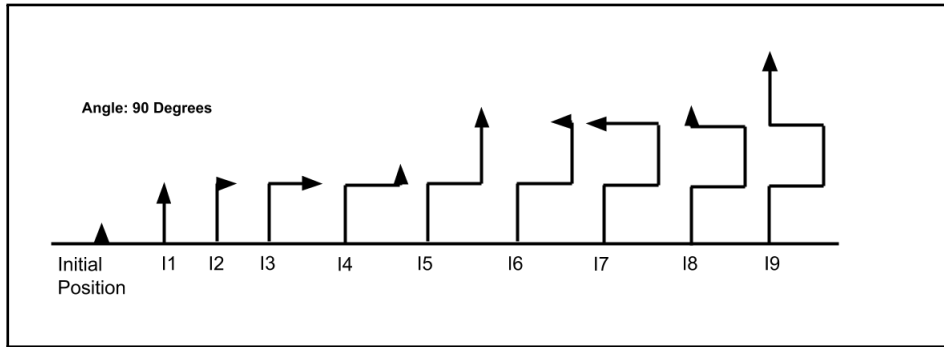 Angle: 90 Degrees
Initial
Position
I1
I2
I3
I4
I5
I6
I7
I8
I9